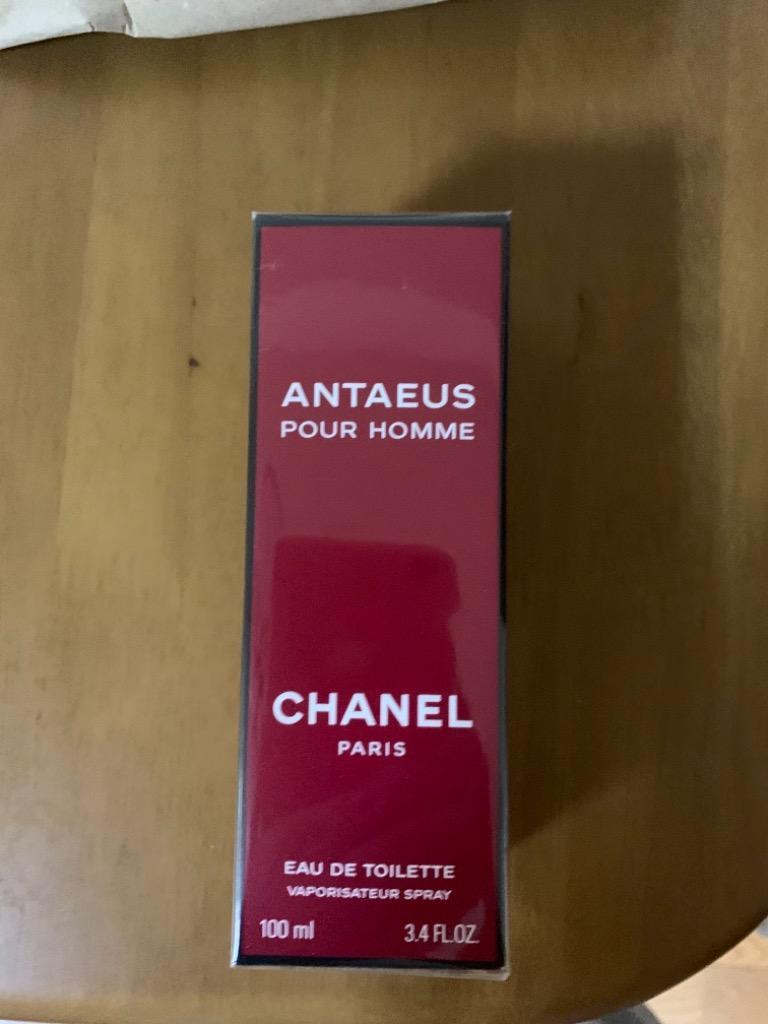 ANTAEUS
POUR HOMME
CHANEL
PARIS
EAU DE TOILETTE
VAPORISATEUR SPRAY
100 ml 3.4 FL.OZ.